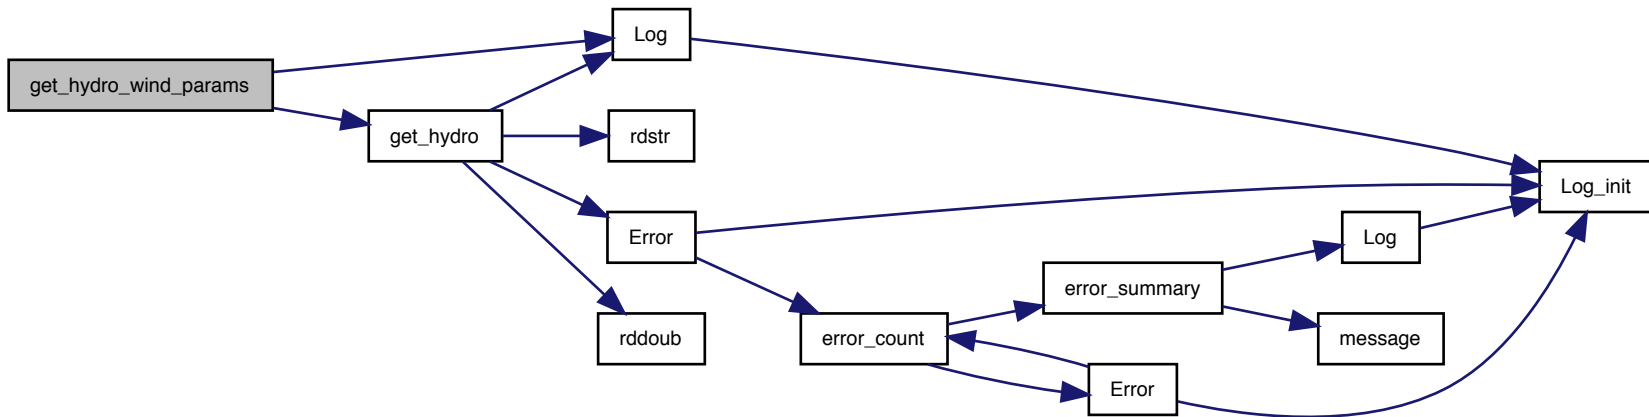 Log
get_hydro_wind_params
get_hydro
rdstr
Log_init
Error
Log
error_summary
rddoub
error_count
message
Error